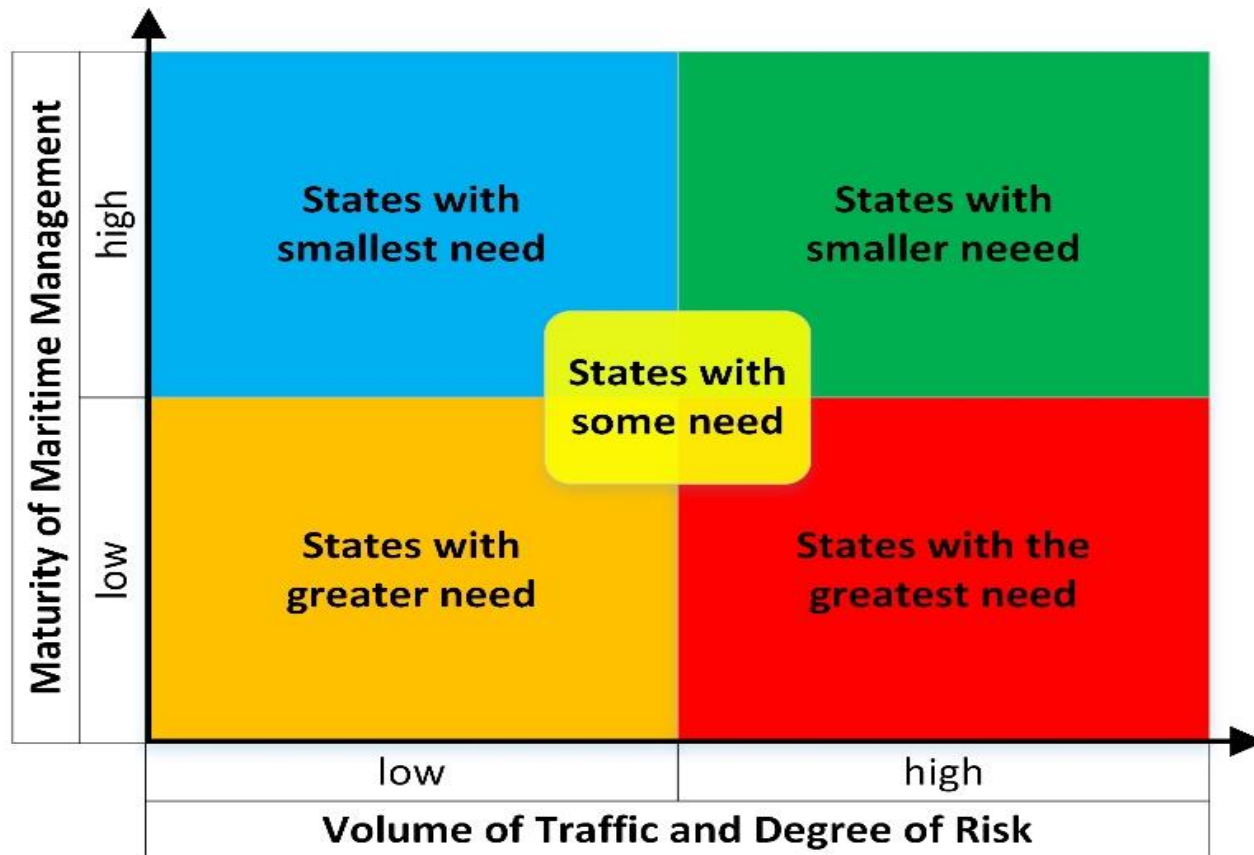 Maturity of Maritime Management
high
low
States with
smallest need
States with
smaller neeed
States with
some need
States with
greater need
States with the
greatest need
low
high
Volume of Traffic and Degree of Risk